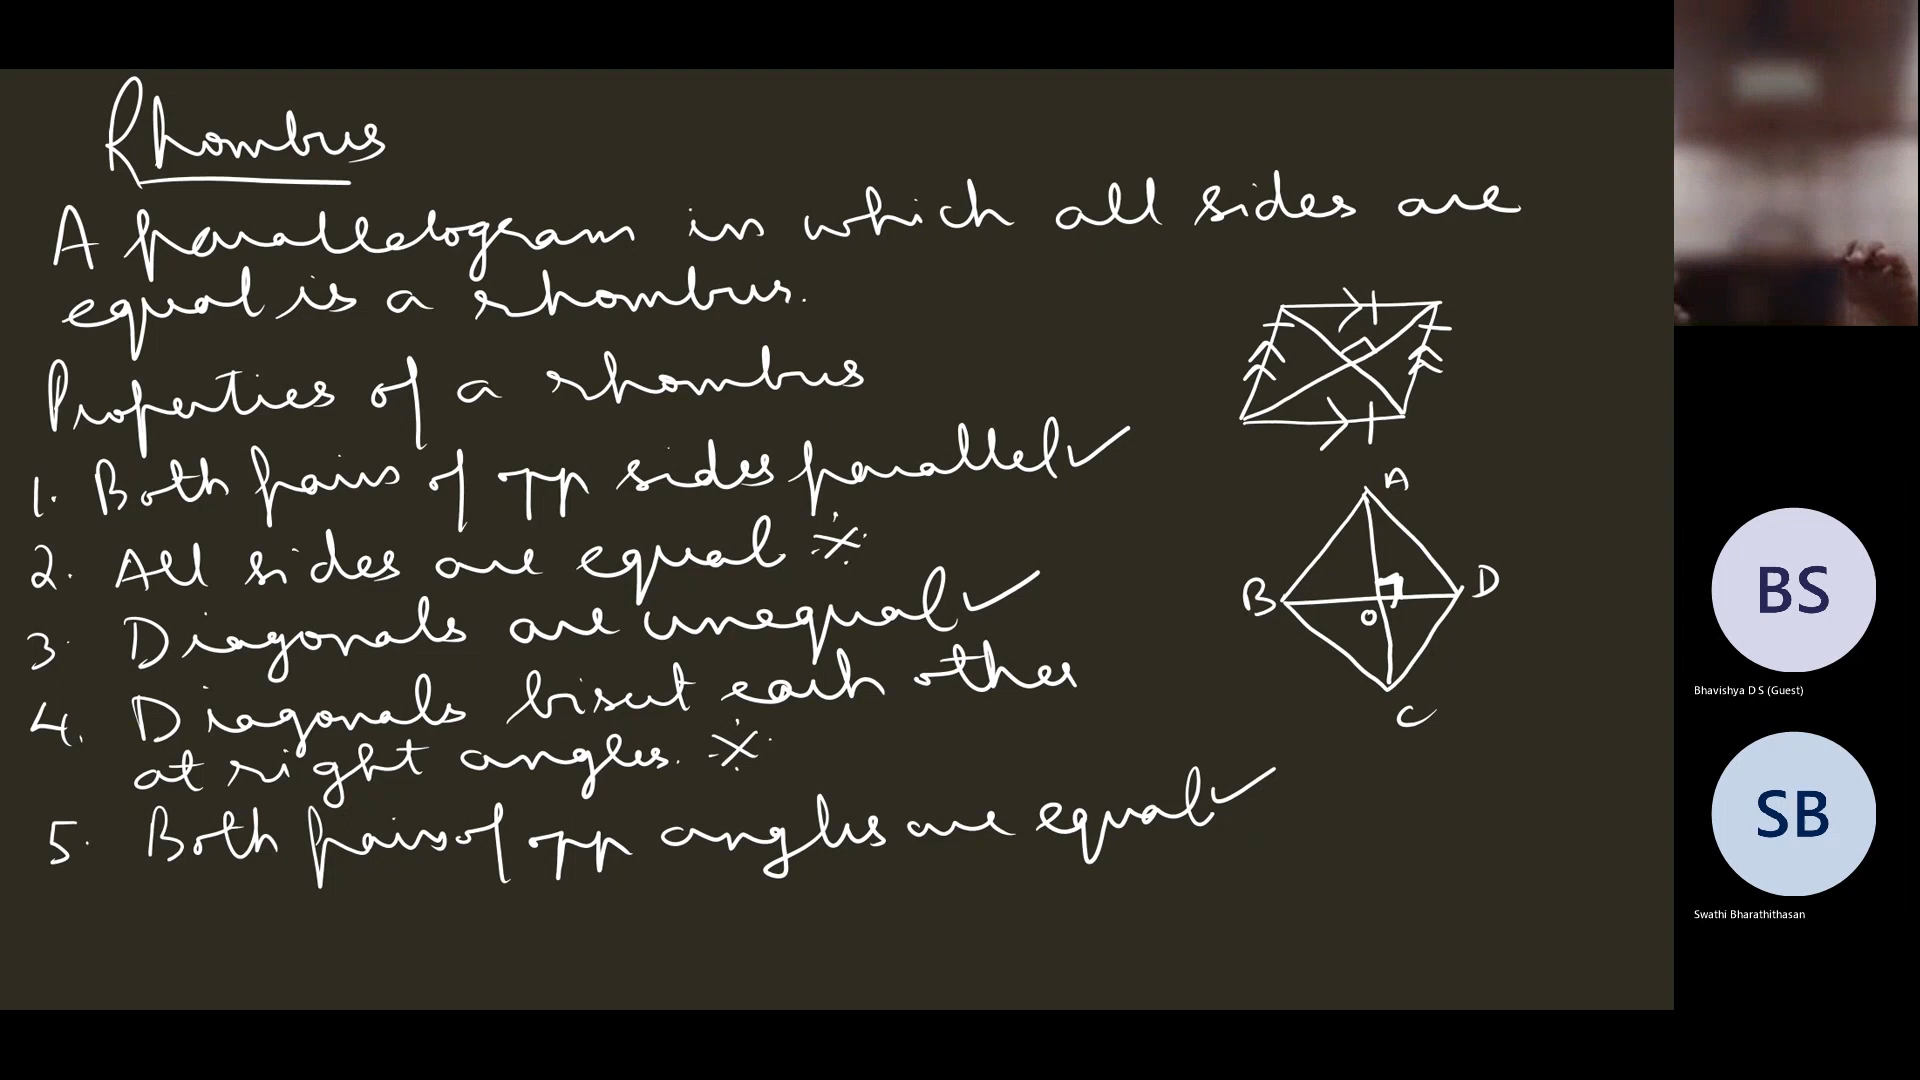 Rhombus
A parallelogram in which all sides are
equal is a rhombus.
Properties of a rhombus
1. Both pairs of opp sides parallel ✓
2. All sides are equal ※
3. Diagonals are unequal ✓
4. Diagonals bisect each other
at right angles. ※
5. Both pairs of opp angles are equal ✓
A
B
D
O
C
BS
Bhavishya D S (Guest)
SB
Swathi Bharathithasan